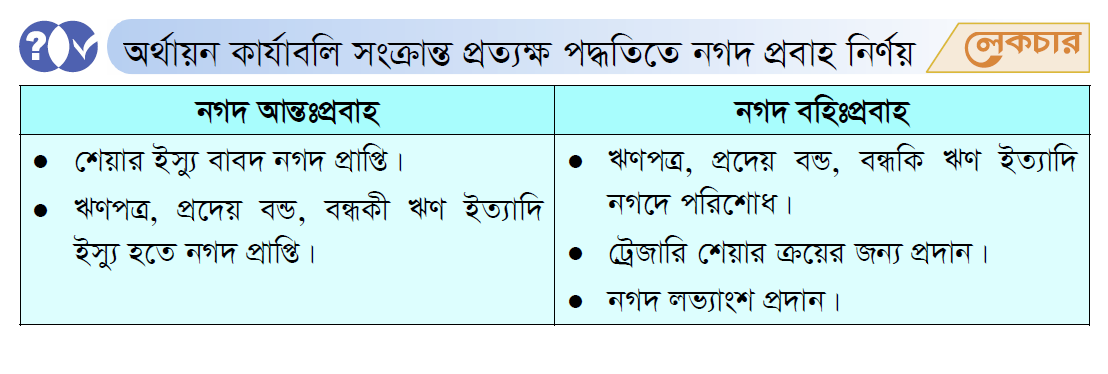 অর্থায়ন কার্যাবলি সংক্রান্ত প্রত্যক্ষ পদ্ধতিতে নগদ প্রবাহ নির্ণয়
লেকচার
নগদ আন্তঃপ্রবাহ
● শেয়ার ইস্যু বাবদ নগদ প্রাপ্তি।
● ঋণপত্র, প্রদেয় বন্ড, বন্ধকী ঋণ ইত্যাদি
ইস্যু হতে নগদ প্রাপ্তি।
নগদ বহিঃপ্রবাহ
● ঋণপত্র, প্রদেয় বন্ড, বন্ধকি ঋণ ইত্যাদি
নগদে পরিশোধ।
● ট্রেজারি শেয়ার ক্রয়ের জন্য প্রদান।
● নগদ লভ্যাংশ প্রদান।